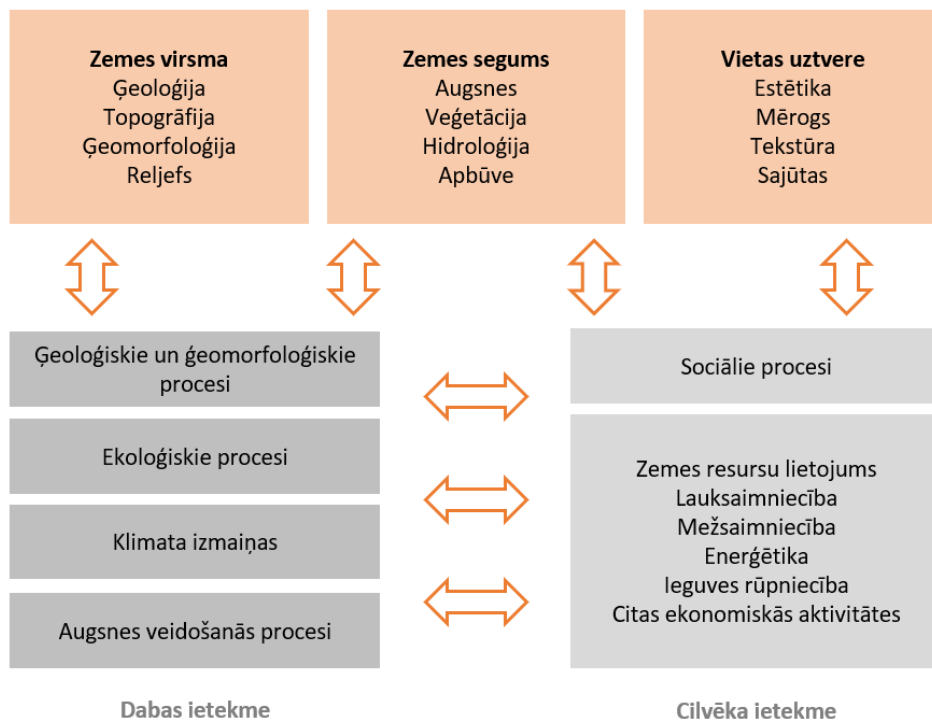 Zemes virsma
Ģeoloģija
Topogrāfija
Ģeomorfoloģija
Reljefs
Zemes segums
Augsnes
Veģetācija
Hidroloģija
Apbūve
Vietas uztvere
Estētika
Mērogs
Tekstūra
Sajūtas
Ģeoloģiskie un ģeomorfoloģiskie
procesi
Ekoloģiskie procesi
Klimata izmaiņas
Augsnes veidošanās procesi
Dabas ietekme
Sociālie procesi
Zemes resursu lietojums
Lauksaimniecība
Mežsaimniecība
Enerģētika
Ieguves rūpniecība
Citas ekonomiskās aktivitātes
Cilvēka ietekme